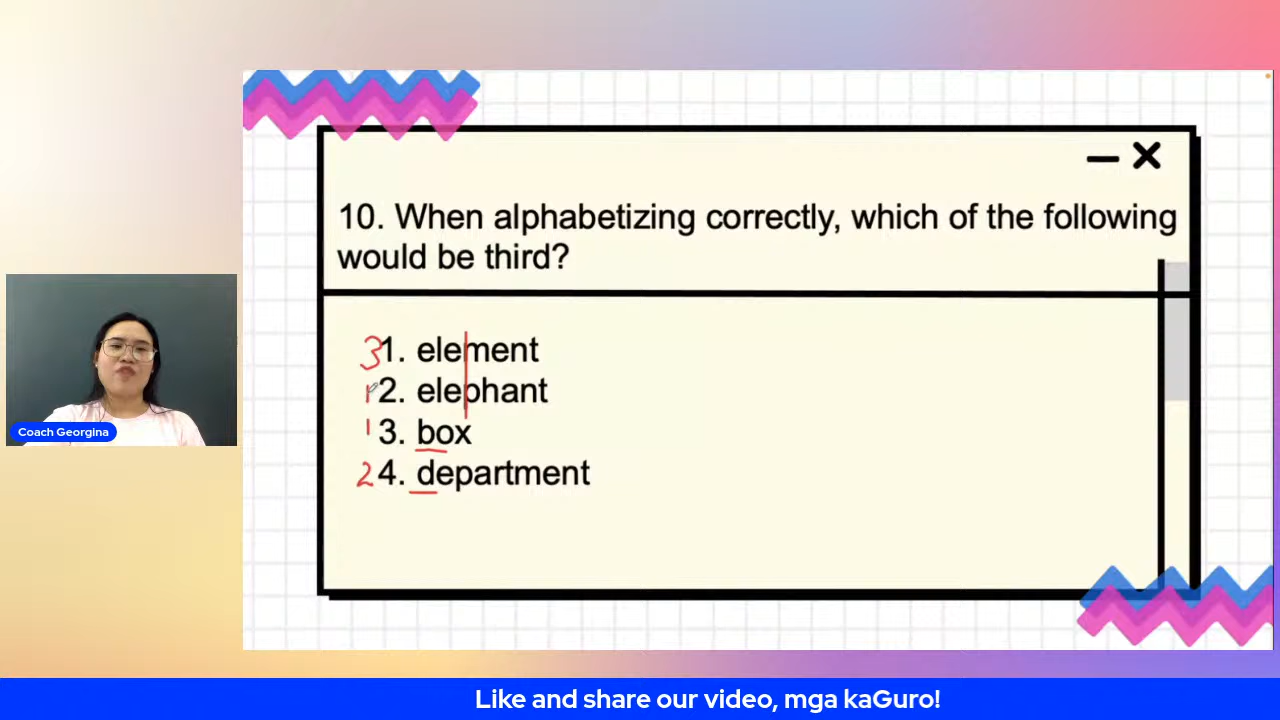 10. When alphabetizing correctly, which of the following
would be third?
3 1. element
2. elephant
1 3. box
2 4. department
Coach Georgina
Like and share our video, mga kaGuro!